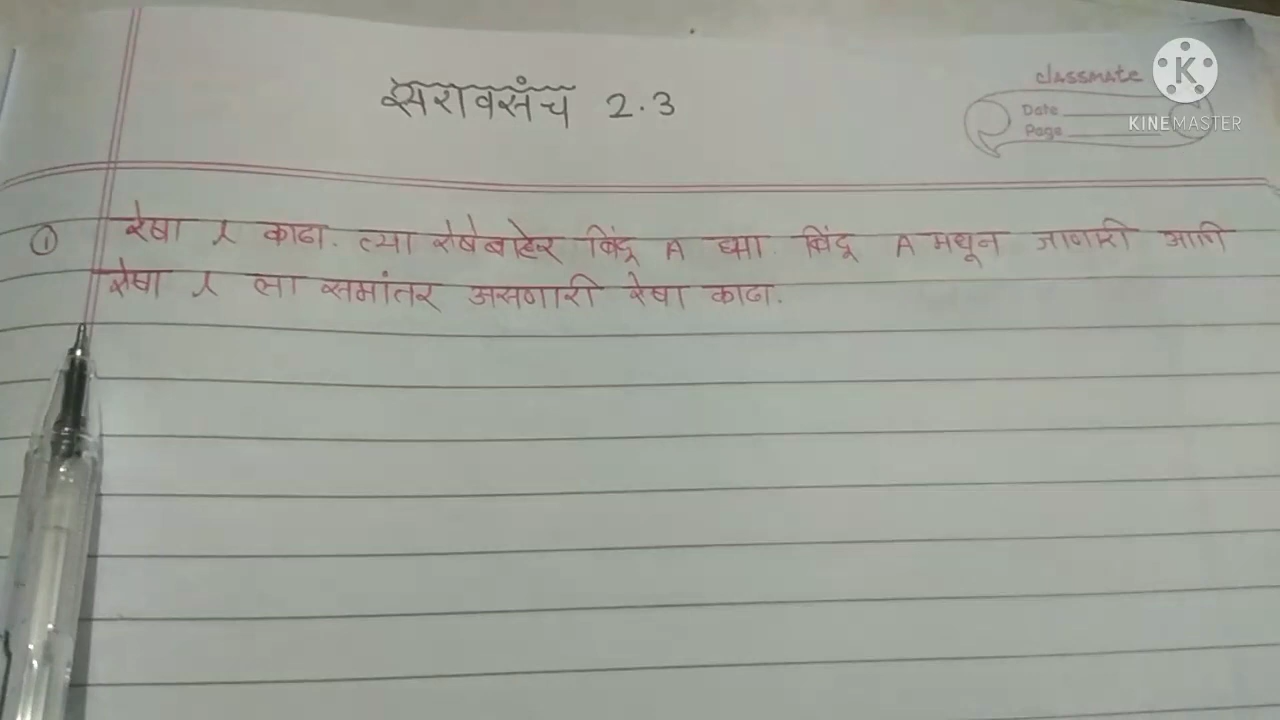 सरावसंच 2.3
classmate
Date
Page
KINEMASTER
① रेषा l काढा. त्या रेषेबाहेर बिंदू A घ्या. बिंदू A मधून जाणारी आणि
रेषा l ला समांतर असणारी रेषा काढा.